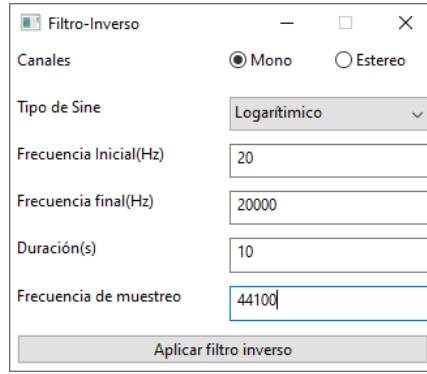 Filtro-Inverso
Canales Mono Estereo
Tipo de Sine Logarítimico
Frecuencia Inicial(Hz) 20
Frecuencia final(Hz) 20000
Duración(s) 10
Frecuencia de muestreo 44100
Aplicar filtro inverso